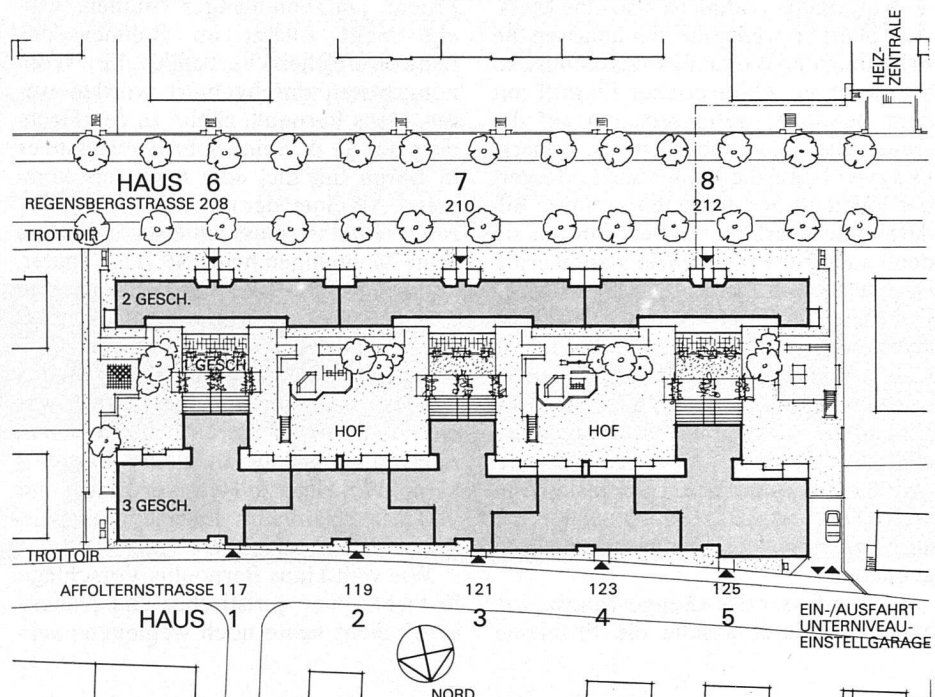 HEIZ-
ZENTRALE
HAUS 6 7 8
REGENSBERGSTRASSE 208 210 212
TROTTOIR
2 GESCH.
1 GESCH.
HOF HOF
3 GESCH.
TROTTOIR
AFFOLTERNSTRASSE 117 119 121 123 125
HAUS 1 2 3 4 5
EIN-/AUSFAHRT
UNTERNIVEAU-
EINSTELLGARAGE
NORD